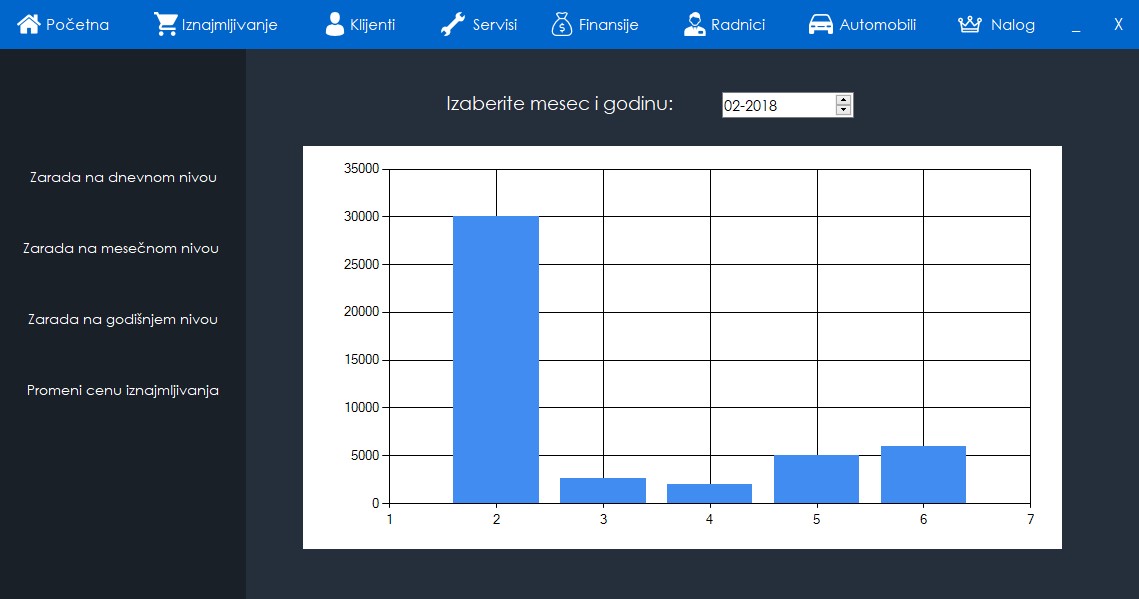 Početna Iznajmljivanje Klijenti Servisi Finansije Radnici Automobili Nalog _ X
Izaberite mesec i godinu: 02-2018
Zarada na dnevnom nivou
Zarada na mesečnom nivou
Zarada na godišnjem nivou
Promeni cenu iznajmljivanja
35000
30000
25000
20000
15000
10000
5000
0
1 2 3 4 5 6 7